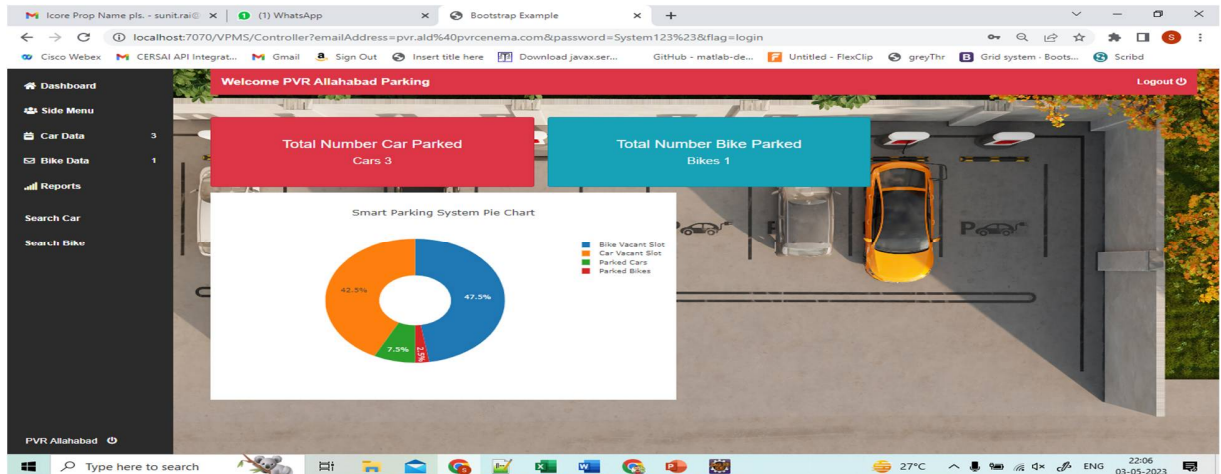 Icore Prop Name pls. - sunit.rai@
(1) WhatsApp
Bootstrap Example
localhost:7070/VPMS/Controller?emailAddress=pvr.ald%40pvrcenema.com&password=System123%23&flag=login
Cisco Webex
CERSAI API Integrat...
Gmail
Sign Out
Insert title here
Download javax.ser...
GitHub - matlab-de...
Untitled - FlexClip
greyThr
Grid system - Boots...
Scribd
Dashboard
Welcome PVR Allahabad Parking
Logout
Side Menu
Car Data 3
Bike Data 1
Reports
Search Car
Search Bike
Total Number Car Parked
Cars 3
Total Number Bike Parked
Bikes 1
Smart Parking System Pie Chart
Bike Vacant Slot
Car Vacant Slot
Parked Cars
Parked Bikes
42.5%
47.5%
7.5%
2.5%
PVR Allahabad
Type here to search
27°C
ENG
22:06
03-05-2023